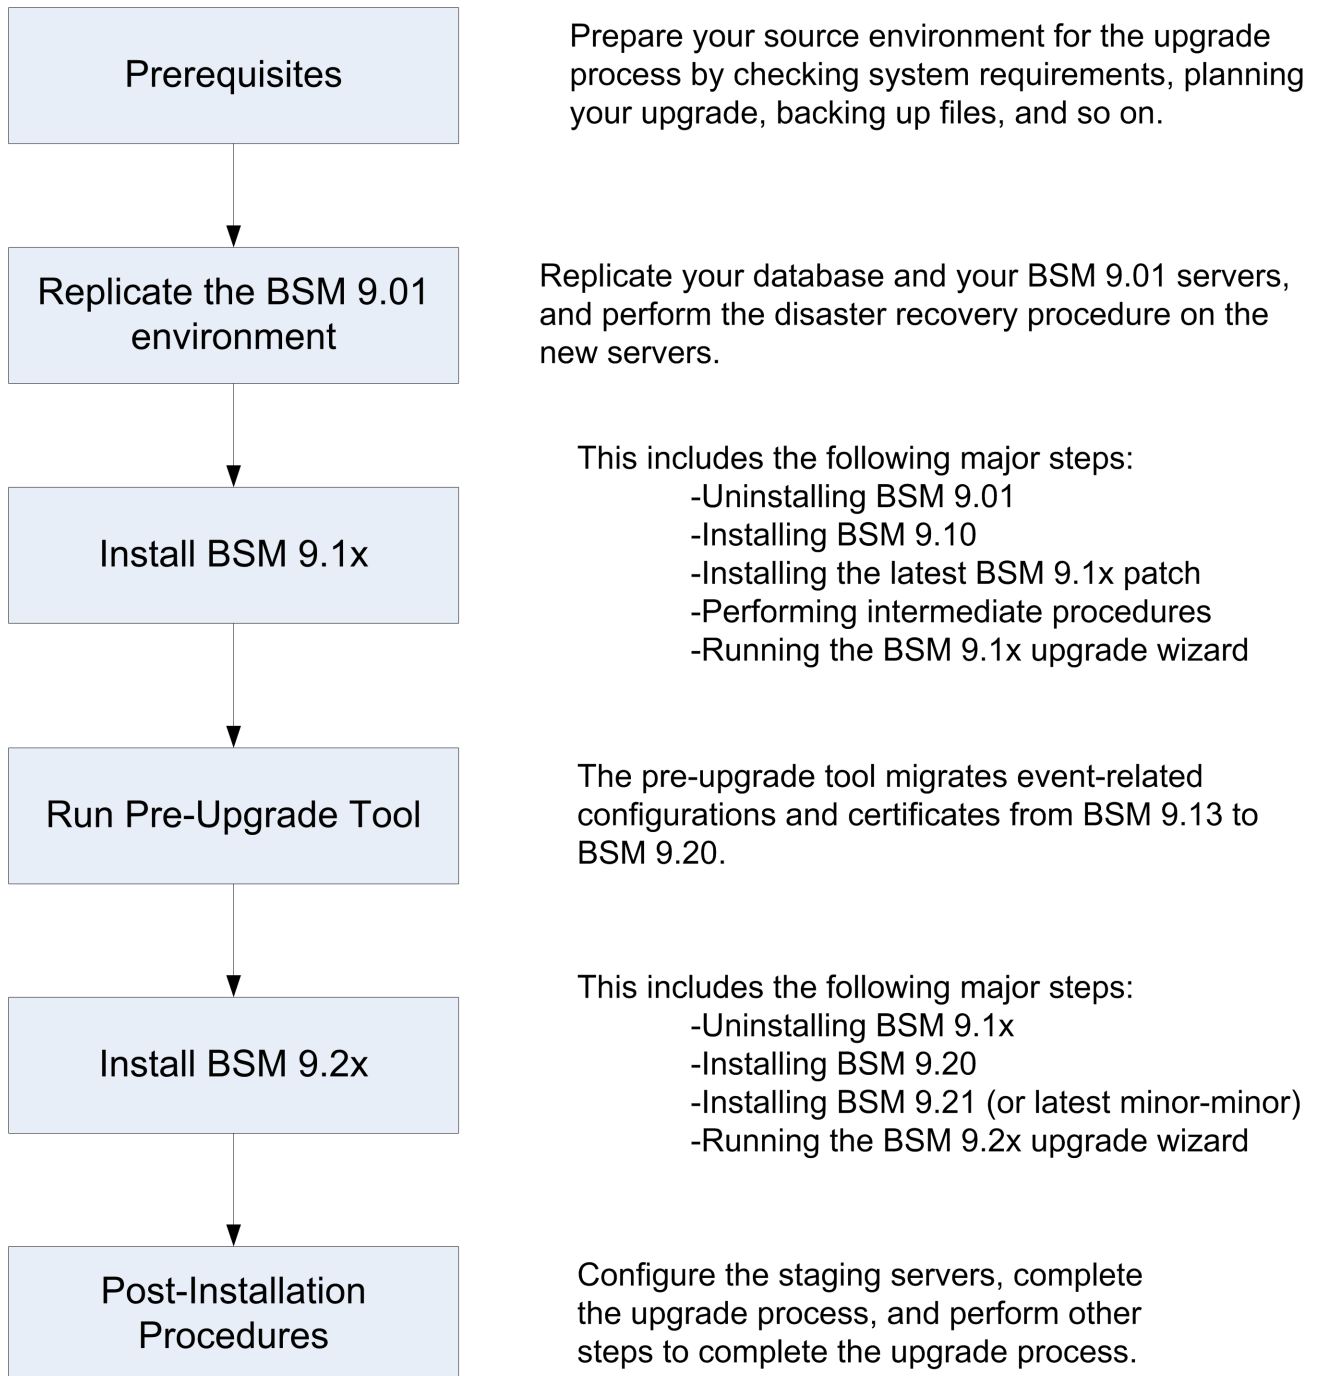 Prerequisites
Prepare your source environment for the upgrade
process by checking system requirements, planning
your upgrade, backing up files, and so on.
Replicate the BSM 9.01
environment
Replicate your database and your BSM 9.01 servers,
and perform the disaster recovery procedure on the
new servers.
Install BSM 9.1x
This includes the following major steps:
-Uninstalling BSM 9.01
-Installing BSM 9.10
-Installing the latest BSM 9.1x patch
-Performing intermediate procedures
-Running the BSM 9.1x upgrade wizard
Run Pre-Upgrade Tool
The pre-upgrade tool migrates event-related
configurations and certificates from BSM 9.13 to
BSM 9.20.
Install BSM 9.2x
This includes the following major steps:
-Uninstalling BSM 9.1x
-Installing BSM 9.20
-Installing BSM 9.21 (or latest minor-minor)
-Running the BSM 9.2x upgrade wizard
Post-Installation
Procedures
Configure the staging servers, complete
the upgrade process, and perform other
steps to complete the upgrade process.